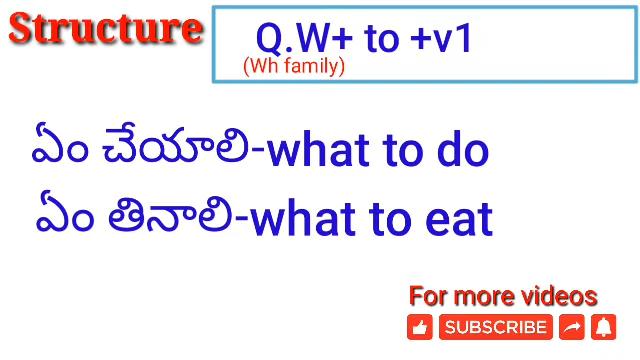 Structure
Q.W+ to +v1
(Wh family)
ఏం చేయాలి-what to do
ఏం తినాలి-what to eat
For more videos
SUBSCRIBE